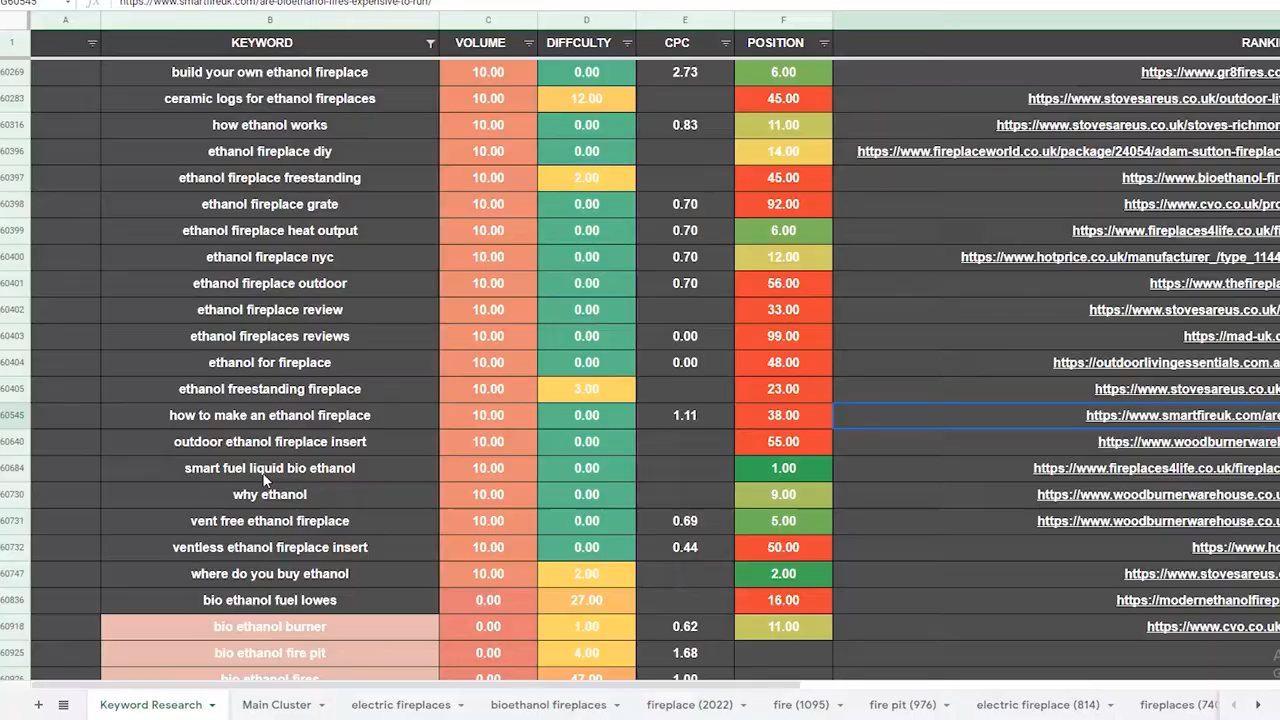 G60545 https://www.smartfireuk.com/are-bioethanol-fires-expensive-to-run/
A B C D E F
1 KEYWORD VOLUME DIFFCULTY CPC POSITION RANKI
60269 build your own ethanol fireplace 10.00 0.00 2.73 6.00 https://www.gr8fires.co
60283 ceramic logs for ethanol fireplaces 10.00 12.00 45.00 https://www.stovesareus.co.uk/outdoor-li
60316 how ethanol works 10.00 0.00 0.83 11.00 https://www.stovesareus.co.uk/stoves-richmon
60396 ethanol fireplace diy 10.00 0.00 14.00 https://www.fireplaceworld.co.uk/package/24054/adam-sutton-fireplac
60397 ethanol fireplace freestanding 10.00 2.00 45.00 https://www.bioethanol-fir
60398 ethanol fireplace grate 10.00 0.00 0.70 92.00 https://www.cvo.co.uk/pro
60399 ethanol fireplace heat output 10.00 0.00 0.70 6.00 https://www.fireplaces4life.co.uk/fi
60400 ethanol fireplace nyc 10.00 0.00 0.70 12.00 https://www.hotprice.co.uk/manufacturer_/type_1144
60401 ethanol fireplace outdoor 10.00 0.00 0.70 56.00 https://www.thefirepla
60402 ethanol fireplace review 10.00 0.00 33.00 https://www.stovesareus.co.uk/
60403 ethanol fireplaces reviews 10.00 0.00 0.00 99.00 https://mad-uk.c
60404 ethanol for fireplace 10.00 0.00 0.00 48.00 https://outdoorlivingessentials.com.a
60405 ethanol freestanding fireplace 10.00 3.00 23.00 https://www.stovesareus.co.uk
60545 how to make an ethanol fireplace 10.00 0.00 1.11 38.00 https://www.smartfireuk.com/are
60640 outdoor ethanol fireplace insert 10.00 0.00 55.00 https://www.woodburnerwarehe
60684 smart fuel liquid bio ethanol 10.00 0.00 1.00 https://www.fireplaces4life.co.uk/fireplac
60730 why ethanol 10.00 0.00 9.00 https://www.woodburnerwarehouse.co.u
60731 vent free ethanol fireplace 10.00 0.00 0.69 5.00 https://www.woodburnerwarehouse.co.u
60732 ventless ethanol fireplace insert 10.00 0.00 0.44 50.00 https://www.ho
60747 where do you buy ethanol 10.00 2.00 2.00 https://www.stovesareus.
60836 bio ethanol fuel lowes 0.00 27.00 16.00 https://modernethanolfirep
60918 bio ethanol burner 0.00 1.00 0.62 11.00 https://www.cvo.co.uk
60925 bio ethanol fire pit 0.00 4.00 1.68
60926 bio ethanol fires 0.00 47.00 1.00
Keyword Research Main Cluster electric fireplaces bioethanol fireplaces fireplace (2022) fire (1095) fire pit (976) electric fireplace (814) fireplaces (740